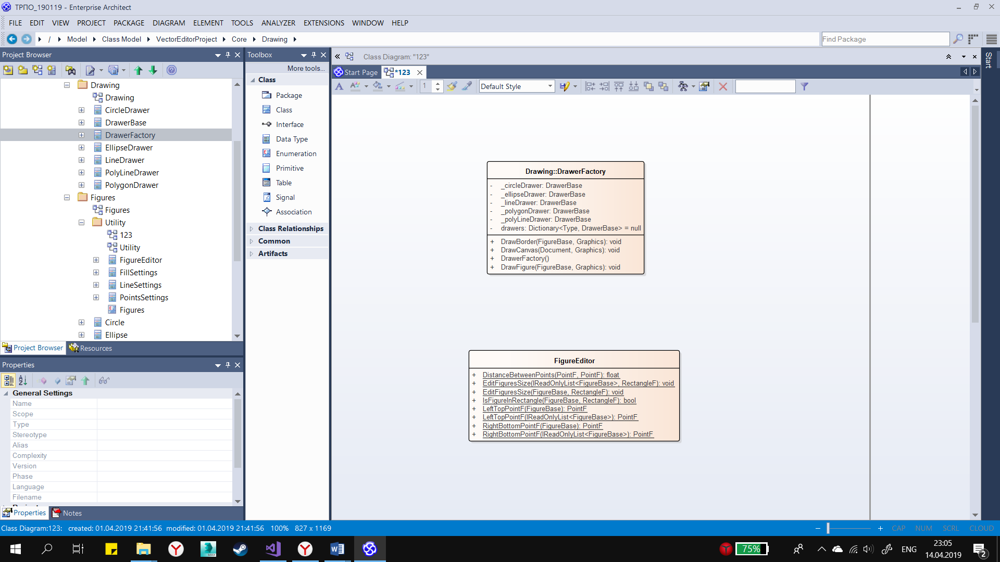 ТРПО_190119 - Enterprise Architect
FILE EDIT VIEW PROJECT PACKAGE DIAGRAM ELEMENT TOOLS ANALYZER EXTENSIONS WINDOW HELP
/ Model Class Model VectorEditorProject Core Drawing
Find Package
Project Browser
Drawing
Drawing
CircleDrawer
DrawerBase
DrawerFactory
EllipseDrawer
LineDrawer
PolyLineDrawer
PolygonDrawer
Figures
Figures
Utility
123
Utility
FigureEditor
FillSettings
LineSettings
PointsSettings
Figures
Circle
Ellipse
Project Browser Resources
Properties
General Settings
Name
Scope
Type
Stereotype
Alias
Complexity
Version
Phase
Language
Filename
Properties Notes
Toolbox
More tools...
Class
Package
Class
Interface
Data Type
Enumeration
Primitive
Table
Signal
Association
Class Relationships
Common
Artifacts
Class Diagram: "123"
Start Page *123
1 Default Style
Start
Drawing::DrawerFactory
- _circleDrawer: DrawerBase
- _ellipseDrawer: DrawerBase
- _lineDrawer: DrawerBase
- _polygonDrawer: DrawerBase
- _polyLineDrawer: DrawerBase
- drawers: Dictionary<Type, DrawerBase> = null
+ DrawBorder(FigureBase, Graphics): void
+ DrawCanvas(Document, Graphics): void
+ DrawerFactory()
+ DrawFigure(FigureBase, Graphics): void
FigureEditor
+ DistanceBetweenPoints(PointF, PointF): float
+ EditFiguresSize(IReadOnlyList<FigureBase>, RectangleF): void
+ EditFiguresSize(FigureBase, RectangleF): void
+ IsFigureInRectangle(FigureBase, RectangleF): bool
+ LeftTopPointF(FigureBase): PointF
+ LeftTopPointF(IReadOnlyList<FigureBase>): PointF
+ RightBottomPointF(FigureBase): PointF
+ RightBottomPointF(IReadOnlyList<FigureBase>): PointF
Class Diagram:123: created: 01.04.2019 21:41:56 modified: 01.04.2019 21:41:56 100% 827 x 1169
CAP NUM SCRL CLOUD
75%
ENG
23:05
14.04.2019
2